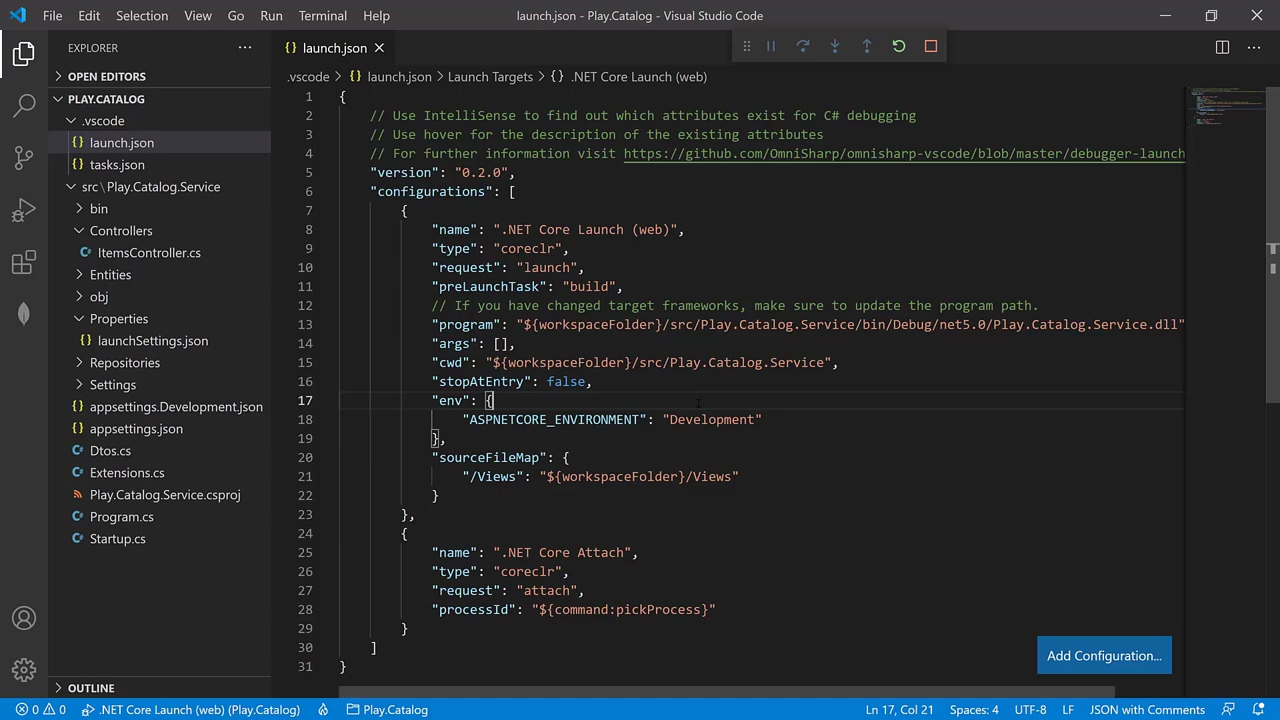 File Edit Selection View Go Run Terminal Help
launch.json - Play.Catalog - Visual Studio Code
EXPLORER
OPEN EDITORS
PLAY.CATALOG
.vscode
launch.json
tasks.json
src\Play.Catalog.Service
bin
Controllers
ItemsController.cs
Entities
obj
Properties
launchSettings.json
Repositories
Settings
appsettings.Development.json
appsettings.json
Dtos.cs
Extensions.cs
Play.Catalog.Service.csproj
Program.cs
Startup.cs
OUTLINE
launch.json
.vscode > launch.json > Launch Targets > {} .NET Core Launch (web)
1 {
2 // Use IntelliSense to find out which attributes exist for C# debugging
3 // Use hover for the description of the existing attributes
4 // For further information visit https://github.com/OmniSharp/omnisharp-vscode/blob/master/debugger-launch
5 "version": "0.2.0",
6 "configurations": [
7 {
8 "name": ".NET Core Launch (web)",
9 "type": "coreclr",
10 "request": "launch",
11 "preLaunchTask": "build",
12 // If you have changed target frameworks, make sure to update the program path.
13 "program": "${workspaceFolder}/src/Play.Catalog.Service/bin/Debug/net5.0/Play.Catalog.Service.dll"
14 "args": [],
15 "cwd": "${workspaceFolder}/src/Play.Catalog.Service",
16 "stopAtEntry": false,
17 "env": {
18 "ASPNETCORE_ENVIRONMENT": "Development"
19 },
20 "sourceFileMap": {
21 "/Views": "${workspaceFolder}/Views"
22 }
23 },
24 {
25 "name": ".NET Core Attach",
26 "type": "coreclr",
27 "request": "attach",
28 "processId": "${command:pickProcess}"
29 }
30 ]
31 }
Add Configuration...
0 0 .NET Core Launch (web) (Play.Catalog) Play.Catalog Ln 17, Col 21 Spaces: 4 UTF-8 LF JSON with Comments